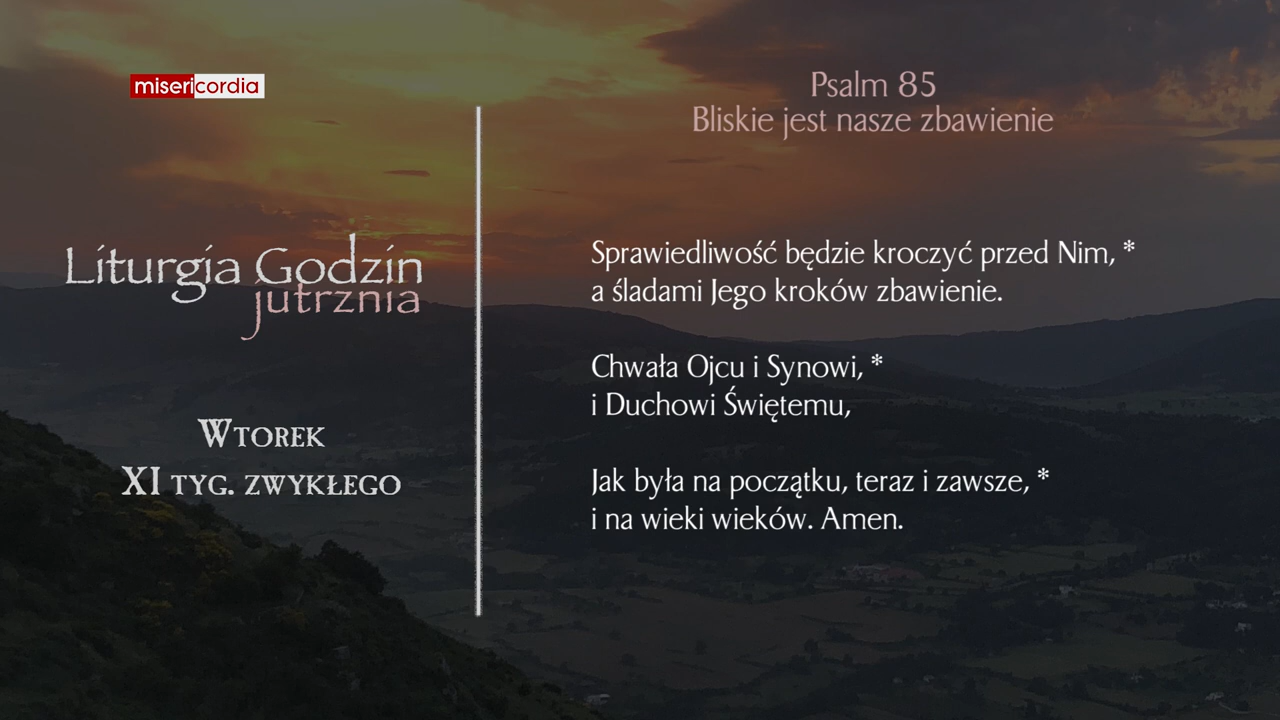 misericordia
Liturgia Godzin
jutrznia
Wtorek
XI tyg. zwykłego
Psalm 85
Bliskie jest nasze zbawienie
Sprawiedliwość będzie kroczyć przed Nim, *
a śladami Jego kroków zbawienie.
Chwała Ojcu i Synowi, *
i Duchowi Świętemu,
Jak była na początku, teraz i zawsze, *
i na wieki wieków. Amen.